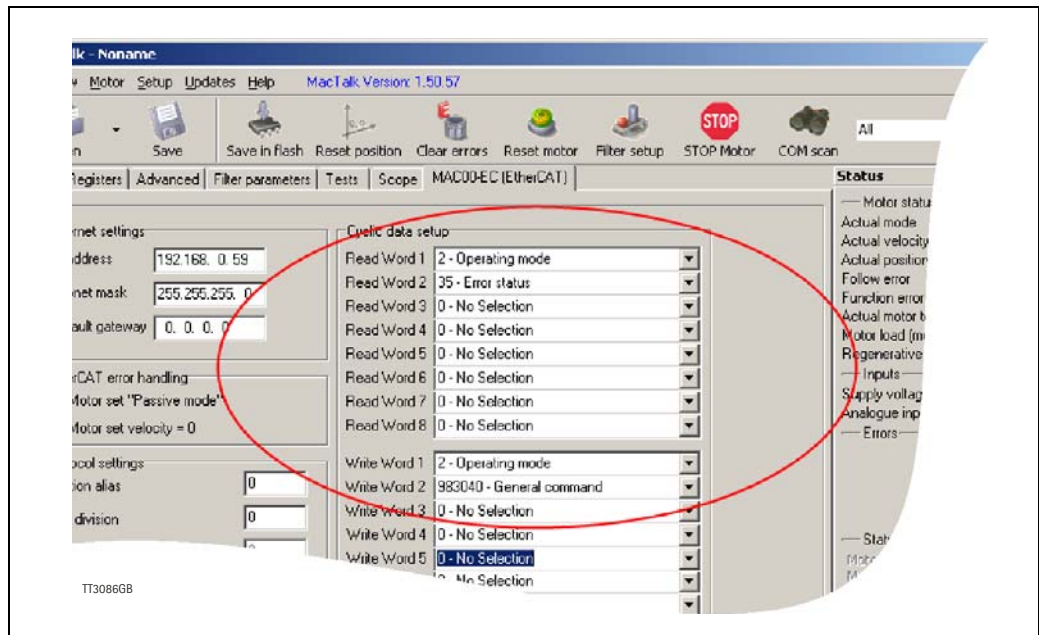 lk - Noname
Motor Setup Updates Help MacTalk Version: 1.50.57
Save Save in flash Reset position Clear errors Reset motor Filter setup STOP Motor COM scan
STOP
All
Registers Advanced Filter parameters Tests Scope MAC00-EC (EtherCAT)
Status
rnet settings
address 192.168. 0. 59
net mask 255.255.255. 0
ault gateway 0. 0. 0. 0
rCAT error handling
Motor set "Passive mode"
Motor set velocity = 0
ocol settings
ion alias 0
division 0
Cyclic data setup
Read Word 1 2 - Operating mode
Read Word 2 35 - Error status
Read Word 3 0 - No Selection
Read Word 4 0 - No Selection
Read Word 5 0 - No Selection
Read Word 6 0 - No Selection
Read Word 7 0 - No Selection
Read Word 8 0 - No Selection
Write Word 1 2 - Operating mode
Write Word 2 983040 - General command
Write Word 3 0 - No Selection
Write Word 4 0 - No Selection
Write Word 5 0 - No Selection
No Selection
Motor statu
Actual mode
Actual velocity
Actual position
Follow error
Function error
Actual motor t
Motor load (m
Regenerative
Inputs
Supply voltag
Analogue inp
Errors
Stat
TT3086GB